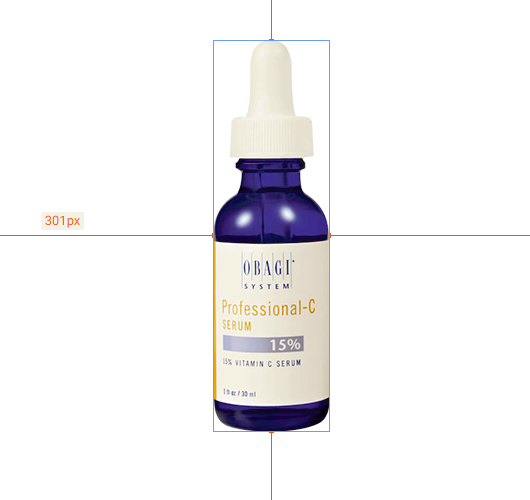 301px
OBAGI
SYSTEM
Professional-C
SERUM
15%
15% VITAMIN C SERUM
1 fl oz / 30 ml